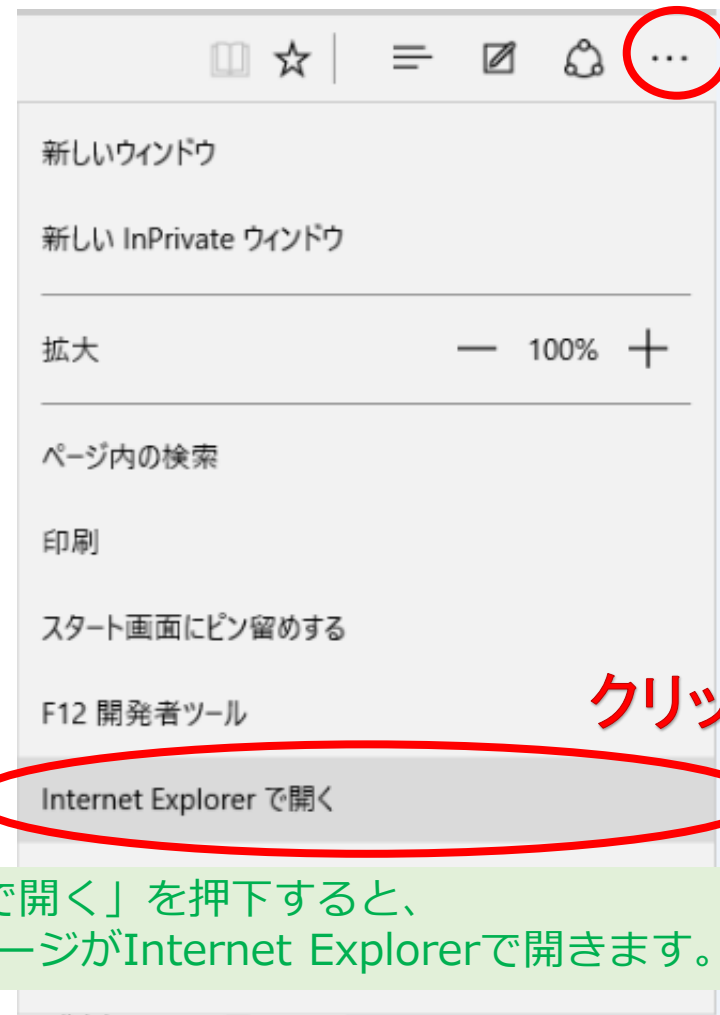 …
新しいウィンドウ
新しい InPrivate ウィンドウ
拡大 — 100% +
ページ内の検索
印刷
スタート画面にピン留めする
F12 開発者ツール
クリッ
Internet Explorer で開く
で開く」を押下すると、
ージがInternet Explorerで開きます。